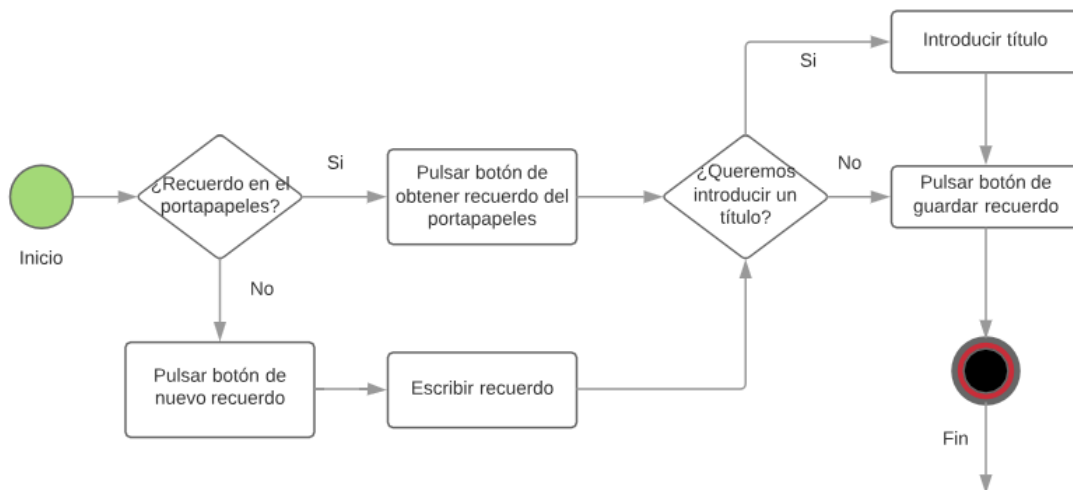 Introducir título
Si
¿Recuerdo en el
portapapeles?
Si
Pulsar botón de
obtener recuerdo del
portapapeles
¿Queremos
introducir un
título?
No
Pulsar botón de
guardar recuerdo
Inicio
No
Pulsar botón de
nuevo recuerdo
Escribir recuerdo
Fin